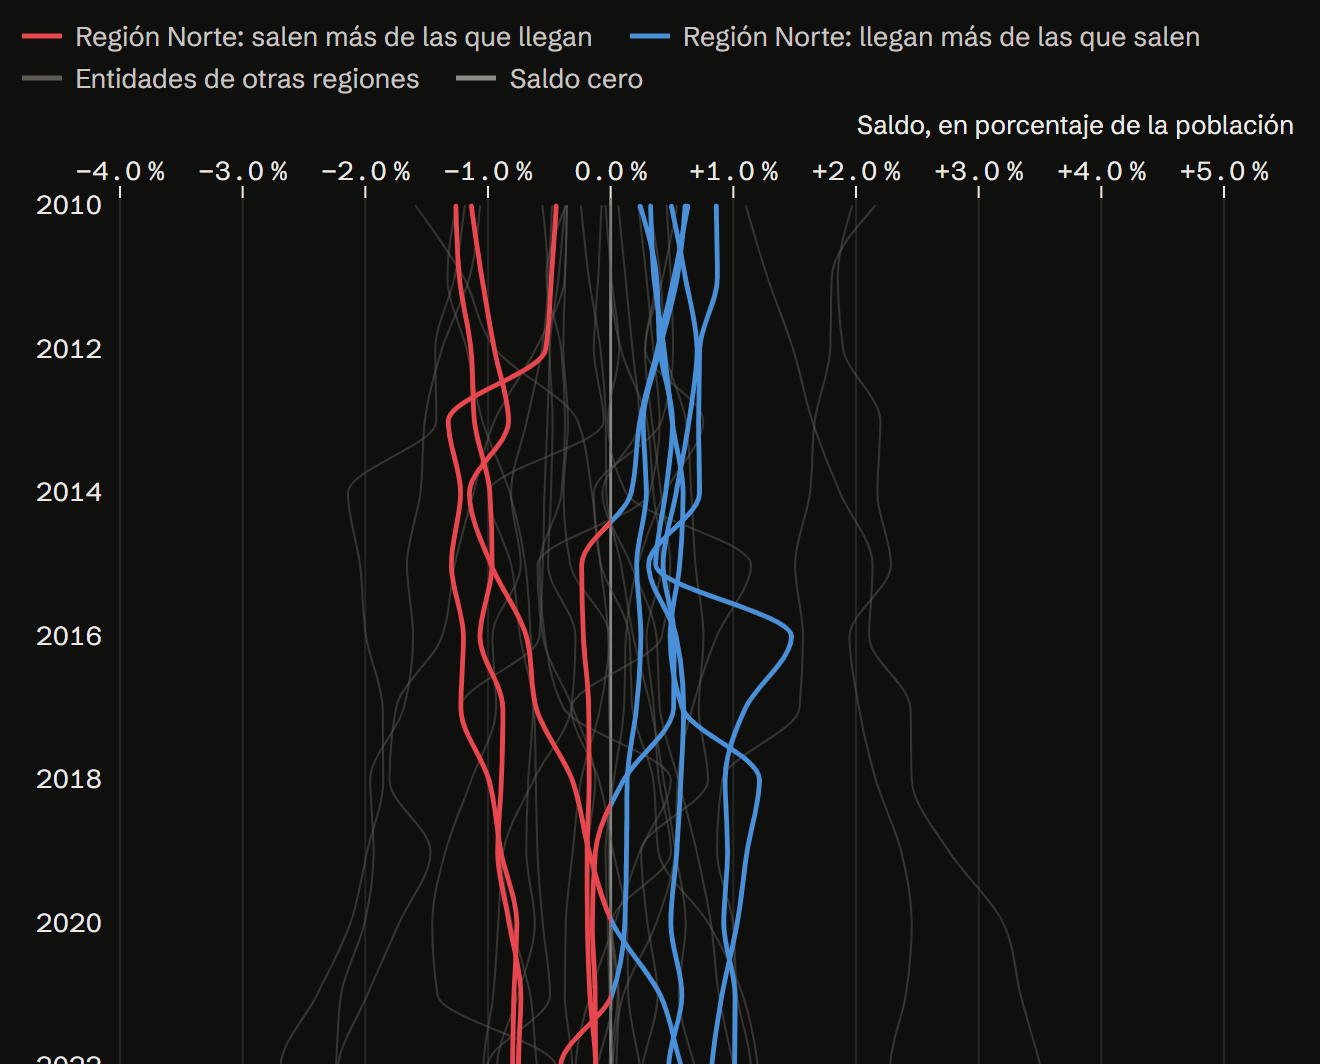 Región Norte: salen más de las que llegan Región Norte: llegan más de las que salen
Entidades de otras regiones Saldo cero
Saldo, en porcentaje de la población
−4.0 % −3.0 % −2.0 % −1.0 % 0.0 % +1.0 % +2.0 % +3.0 % +4.0 % +5.0 %
2010
2012
2014
2016
2018
2020